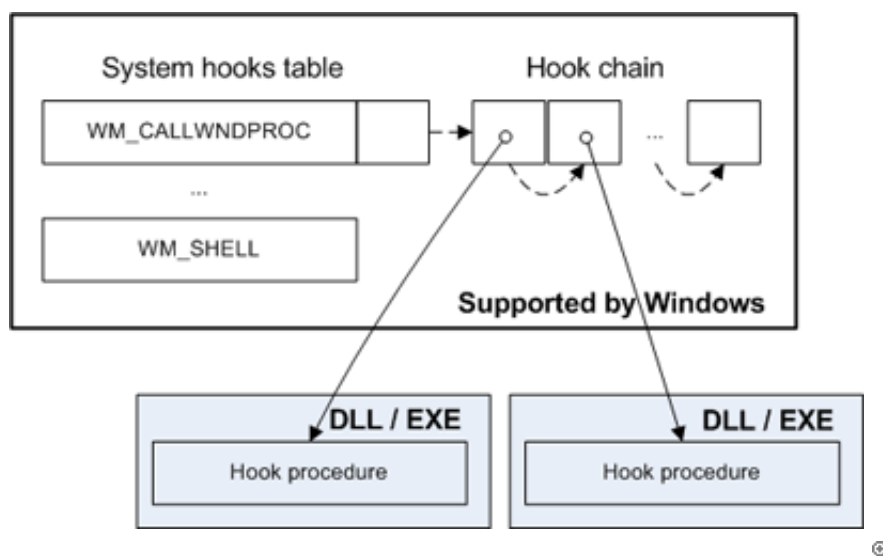 System hooks table
Hook chain
WM_CALLWNDPROC
...
...
WM_SHELL
Supported by Windows
DLL / EXE
Hook procedure
DLL / EXE
Hook procedure